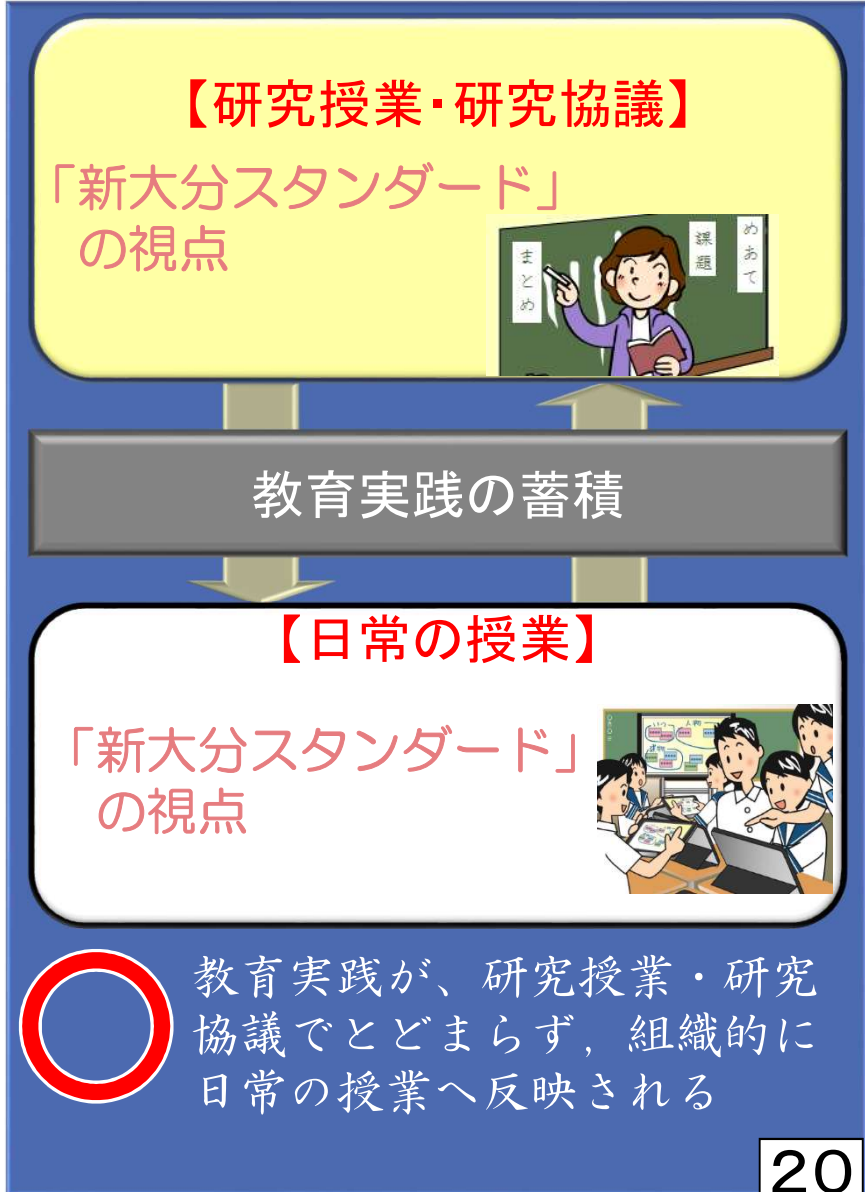 【研究授業・研究協議】
「新大分スタンダード」
の視点
まとめ
課題
めあて
教育実践の蓄積
【日常の授業】
「新大分スタンダード」
の視点
教育実践が、研究授業・研究
協議でとどまらず，組織的に
日常の授業へ反映される
20